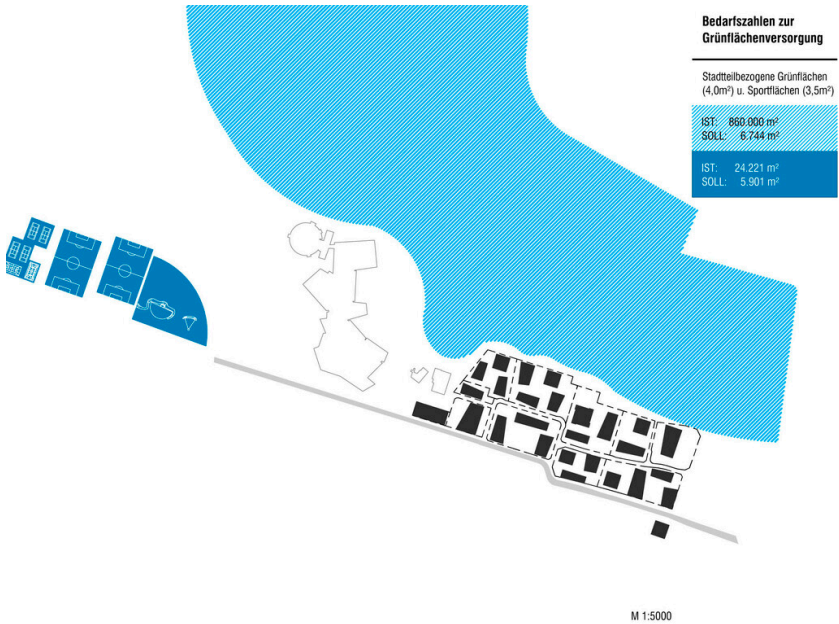 Bedarfszahlen zur
Grünflächenversorgung
Stadtteilbezogene Grünflächen
(4,0m²) u. Sportflächen (3,5m²)
IST: 860.000 m²
SOLL: 6.744 m²
IST: 24.221 m²
SOLL: 5.901 m²
M 1:5000